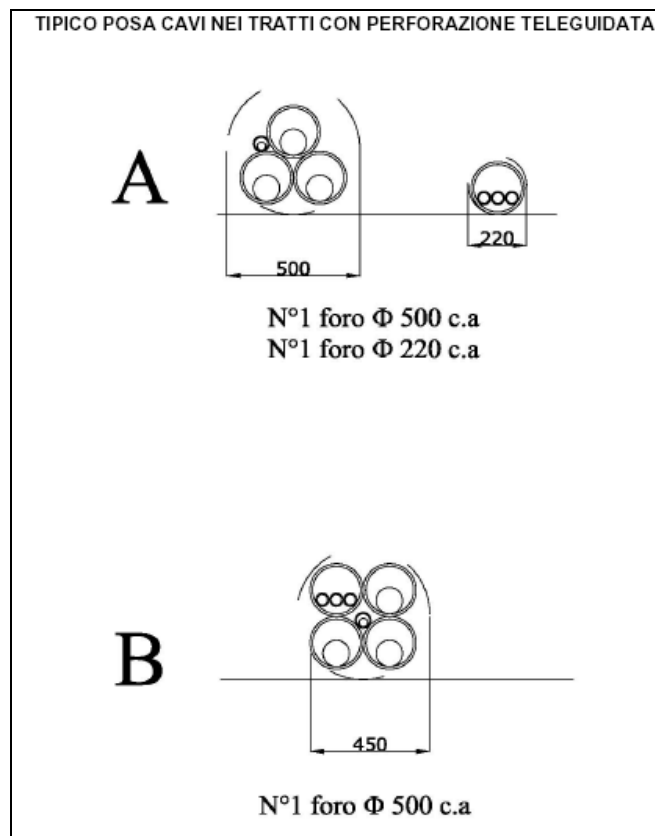 TIPICO POSA CAVI NEI TRATTI CON PERFORAZIONE TELEGUIDATA
A
220
500
N°1 foro Φ 500 c.a
N°1 foro Φ 220 c.a
B
450
N°1 foro Φ 500 c.a